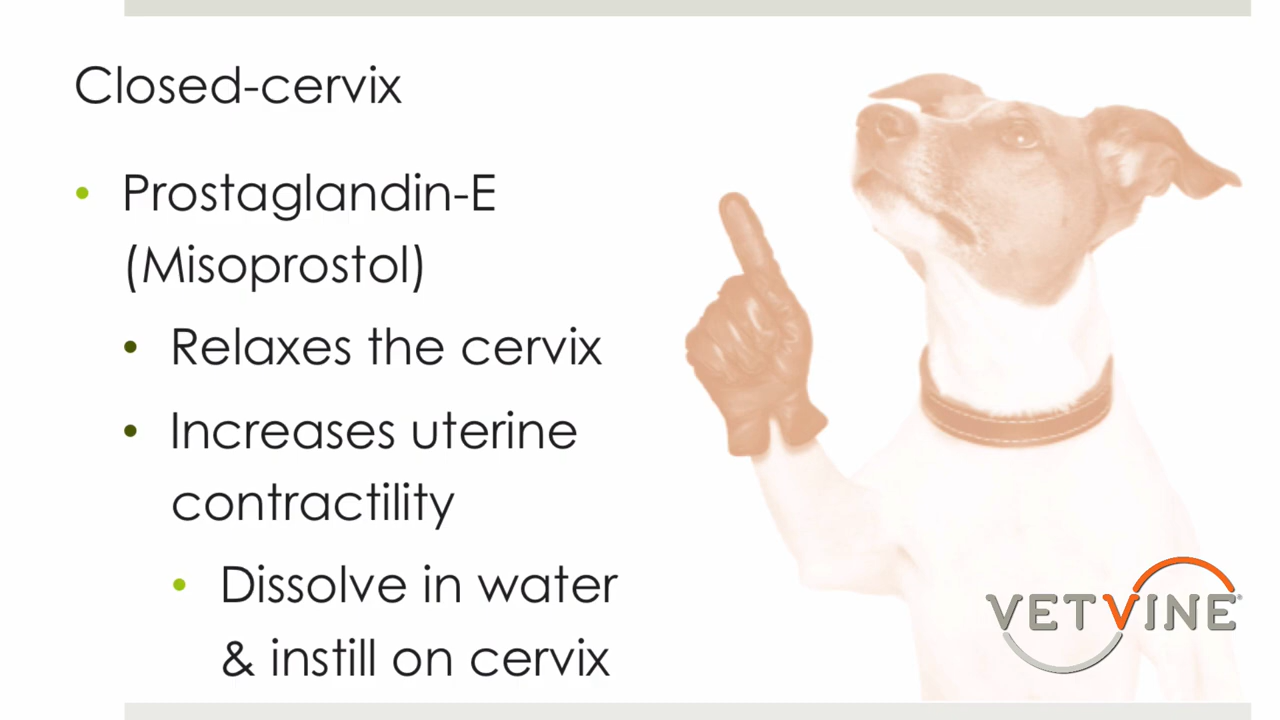 Closed-cervix
• Prostaglandin-E
(Misoprostol)
• Relaxes the cervix
• Increases uterine
contractility
• Dissolve in water
& instill on cervix
VETVINE®